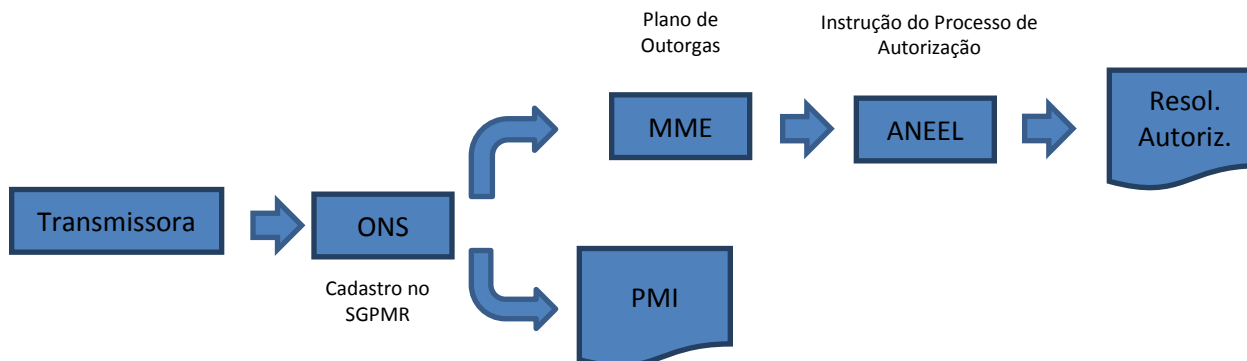 Plano de
Outorgas
Instrução do Processo de
Autorização
MME
ANEEL
Resol.
Autoriz.
Transmissora
ONS
Cadastro no
SGPMR
PMI